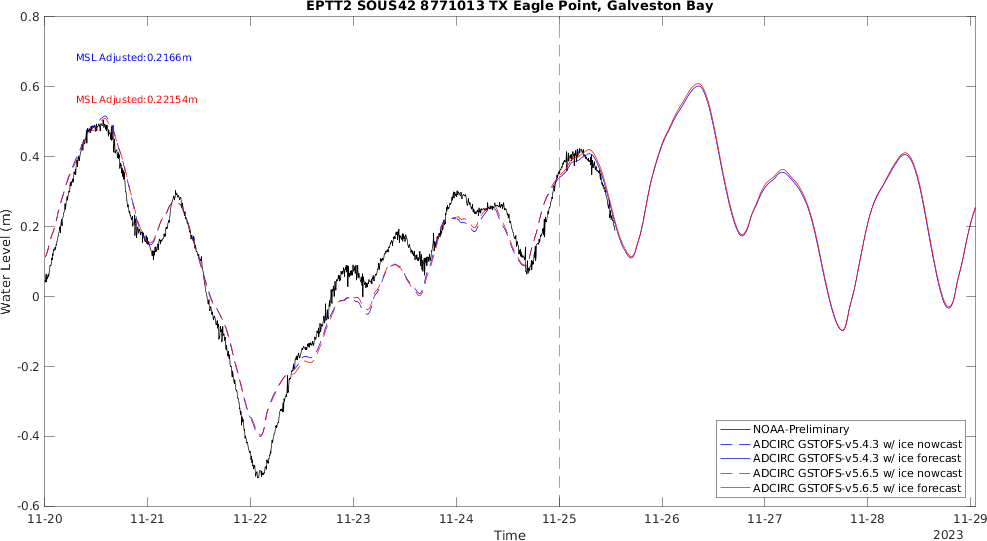 EPTT2 SOUS42 8771013 TX Eagle Point, Galveston Bay
MSL Adjusted:0.2166m
MSL Adjusted:0.22154m
Water Level (m)
0.8
0.6
0.4
0.2
0
-0.2
-0.4
-0.6
NOAA-Preliminary
ADCIRC GSTOFS-v5.4.3 w/ ice nowcast
ADCIRC GSTOFS-v5.4.3 w/ ice forecast
ADCIRC GSTOFS-v5.6.5 w/ ice nowcast
ADCIRC GSTOFS-v5.6.5 w/ ice forecast
11-20 11-21 11-22 11-23 11-24 11-25 11-26 11-27 11-28 11-29
Time
2023